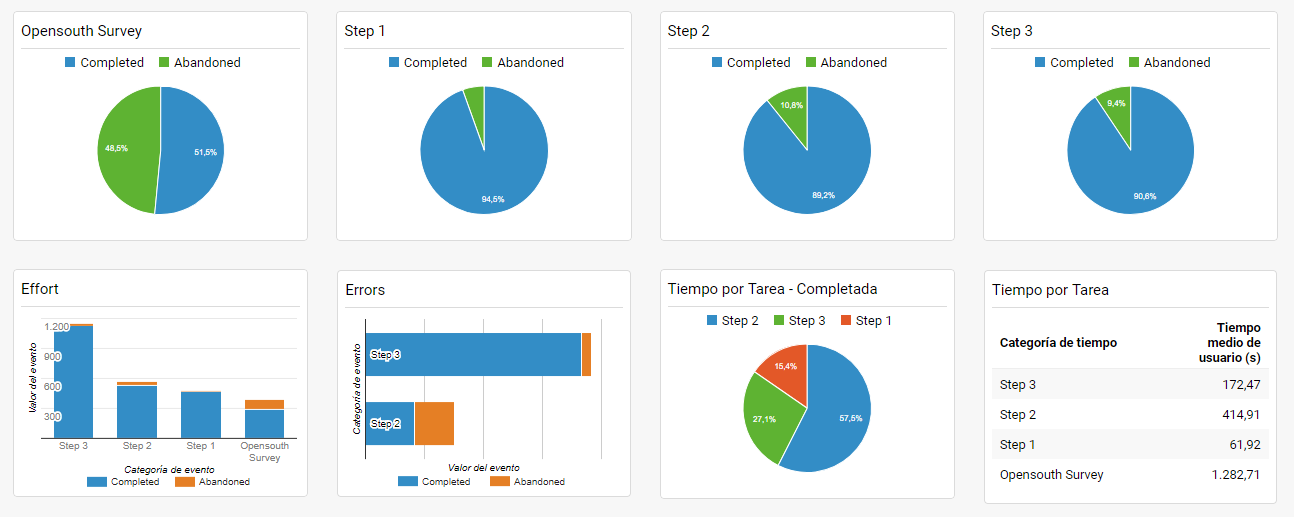 Opensouth Survey
Completed Abandoned
48,5%
51,5%
Step 1
Completed Abandoned
94,5%
Step 2
Completed Abandoned
10,8%
89,2%
Step 3
Completed Abandoned
9,4%
90,6%
Effort
Valor del evento
1.200
900
600
300
Step 3 Step 2 Step 1 Opensouth
Survey
Categoría de evento
Completed Abandoned
Errors
Categoría de evento
Step 3
Step 2
Valor del evento
Completed Abandoned
Tiempo por Tarea - Completada
Step 2 Step 3 Step 1
15,4%
27,1%
57,5%
Tiempo por Tarea
Categoría de tiempo
Tiempo
medio de
usuario (s)
Step 3 172,47
Step 2 414,91
Step 1 61,92
Opensouth Survey 1.282,71